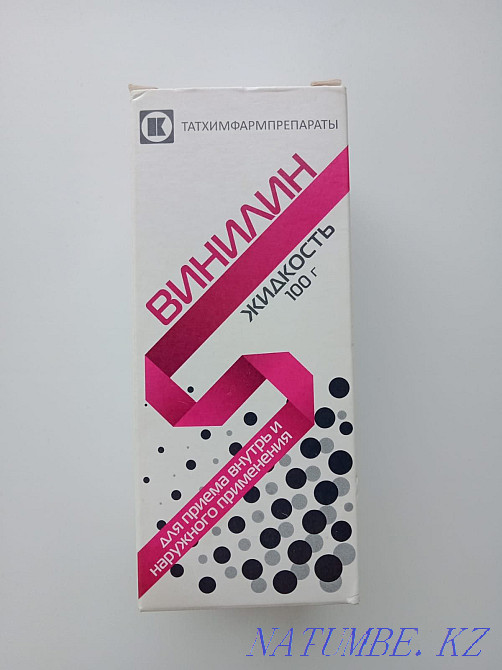 ТАТХИМФАРМПРЕПАРАТЫ
ВИНИЛИН
ЖИДКОСТЬ
100 г
для приема внутрь и
наружного применения
NATUMBE.KZ